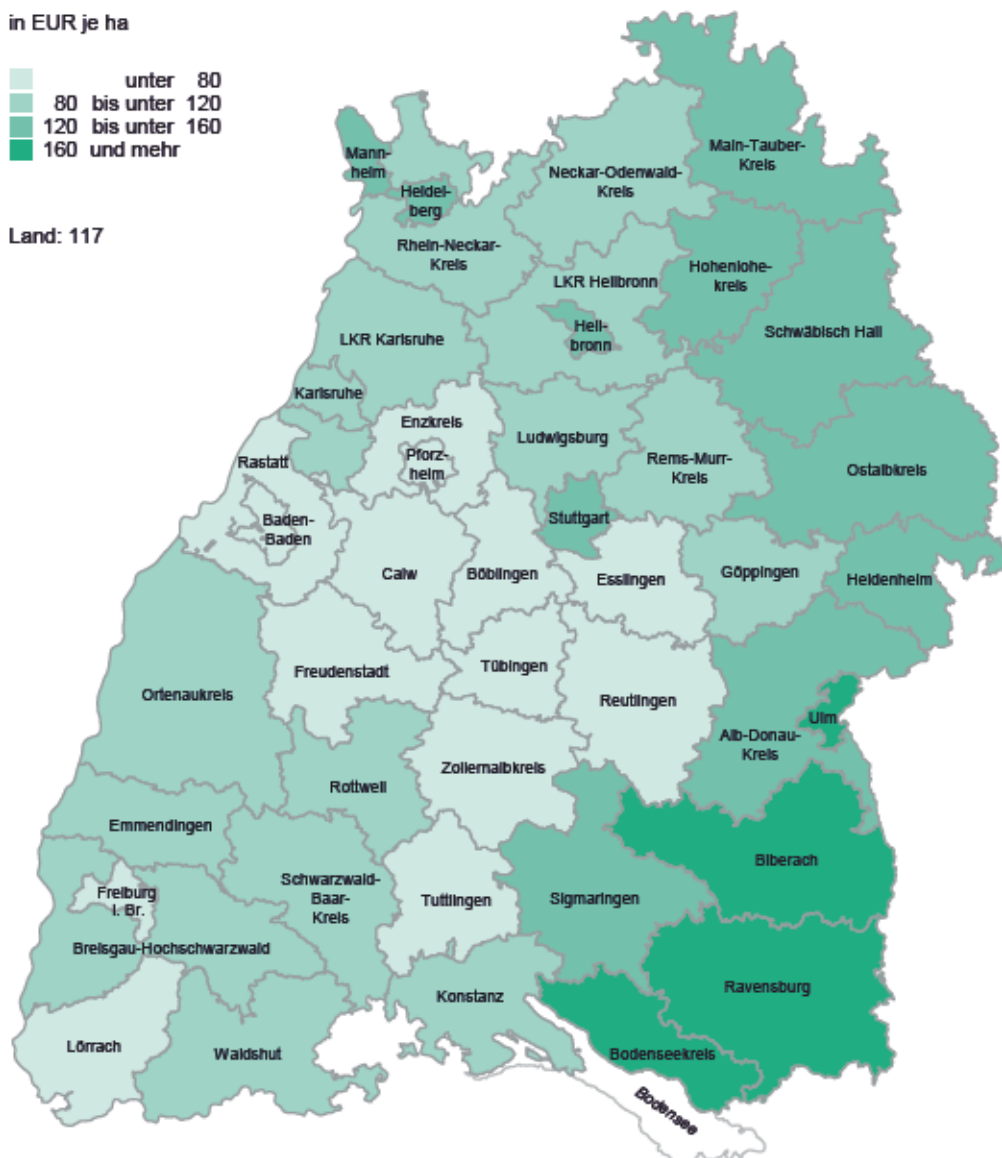 in EUR je ha
unter 80
80 bis unter 120
120 bis unter 160
160 und mehr
Land: 117
Main-Tauber-
Kreis
Mann-
heim
Neckar-Odenwald-
Kreis
Heidel-
berg
Rhein-Neckar-
Kreis
Hohenlohe-
kreis
LKR Heilbronn
Heil-
bronn
Schwäbisch Hall
LKR Karlsruhe
Karlsruhe
Enzkreis
Pforz-
heim
Ludwigsburg
Rems-Murr-
Kreis
Ostalbkreis
Rastatt
Baden-
Baden
Stuttgart
Calw
Böblingen
Esslingen
Göppingen
Heidenheim
Freudenstadt
Tübingen
Reutlingen
Ortenaukreis
Ulm
Alb-Donau-
Kreis
Zollernalbkreis
Rottweil
Emmendingen
Biberach
Schwarzwald-
Baar-
Kreis
Tuttlingen
Sigmaringen
Freiburg
i. Br.
Breisgau-Hochschwarzwald
Ravensburg
Konstanz
Lörrach
Waldshut
Bodenseekreis
Bodensee